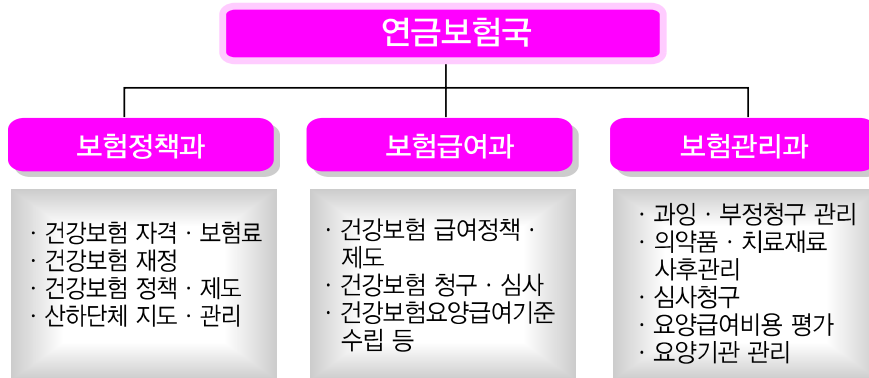 연금보험국
보험정책과
· 건강보험 자격 · 보험료
· 건강보험 재정
· 건강보험 정책 · 제도
· 산하단체 지도 · 관리
보험급여과
· 건강보험 급여정책 ·
제도
· 건강보험 청구 · 심사
· 건강보험요양급여기준
수립 등
보험관리과
· 과잉 · 부정청구 관리
· 의약품 · 치료재료
사후관리
· 심사청구
· 요양급여비용 평가
· 요양기관 관리